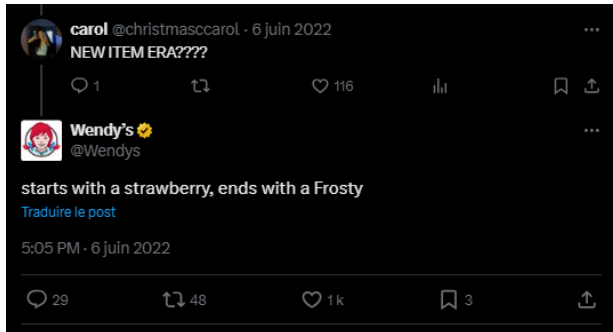 carol @christmasccarol · 6 juin 2022
NEW ITEM ERA????
1 116
Wendy's
@Wendys
starts with a strawberry, ends with a Frosty
Traduire le post
5:05 PM · 6 juin 2022
29 48 1 k 3